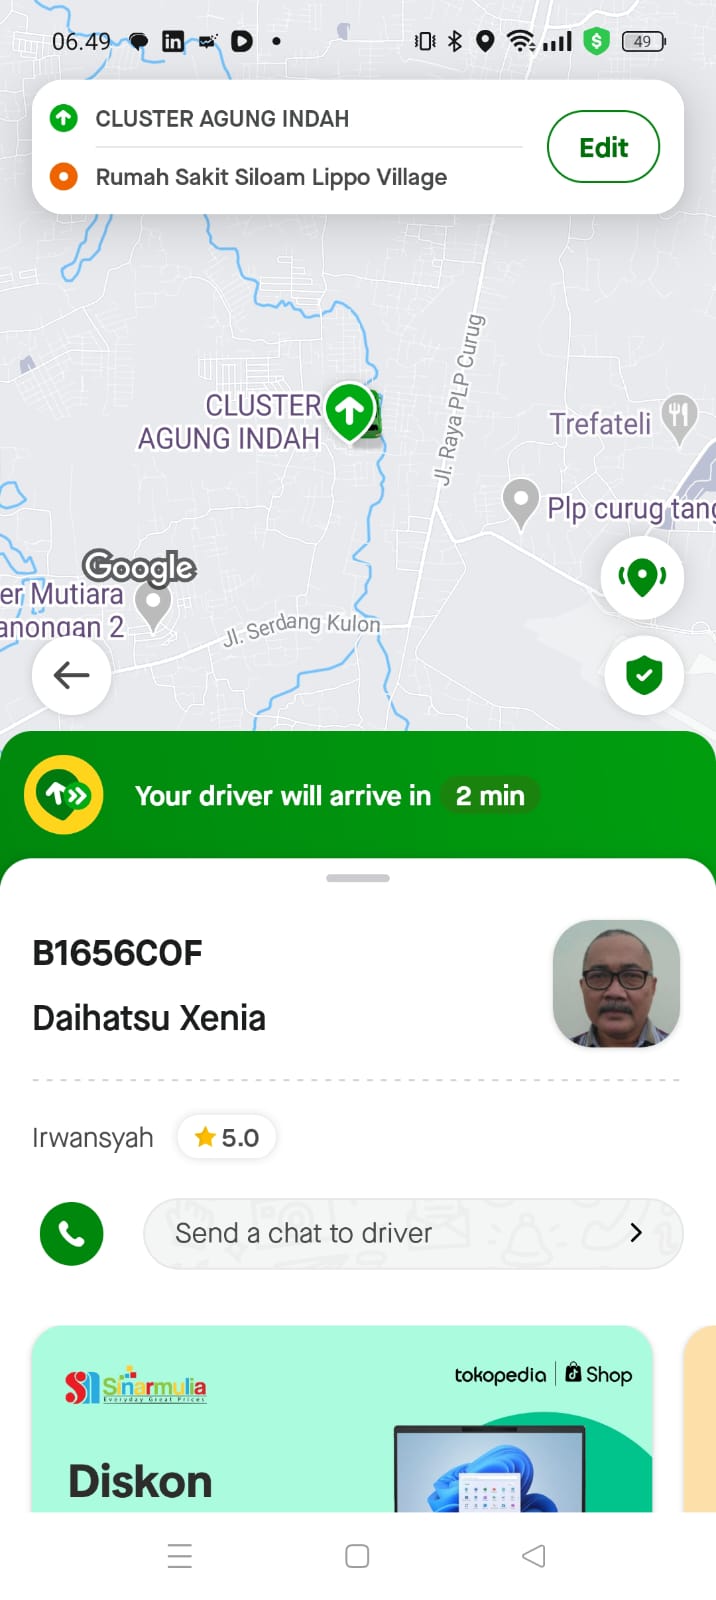 06.49
49
CLUSTER AGUNG INDAH
Edit
Rumah Sakit Siloam Lippo Village
Jl. Raya PLP Curug
CLUSTER
AGUNG INDAH
Trefateli
Plp curug tang
Google
er Mutiara
anongan 2
Jl. Serdang Kulon
Your driver will arrive in 2 min
B1656COF
Daihatsu Xenia
Irwansyah 5.0
Send a chat to driver
Sinarmulia
Everyday Great Prices
tokopedia | Shop
Diskon